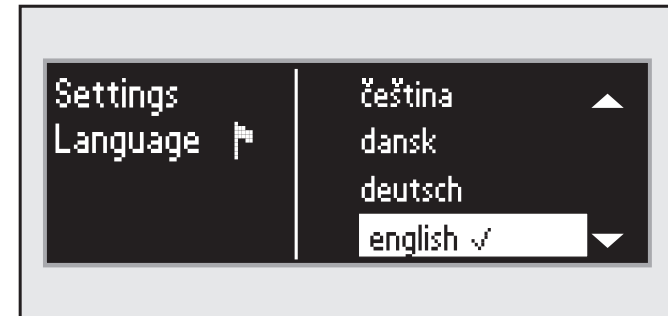 Settings
Language
čeština
dansk
deutsch
english ✓